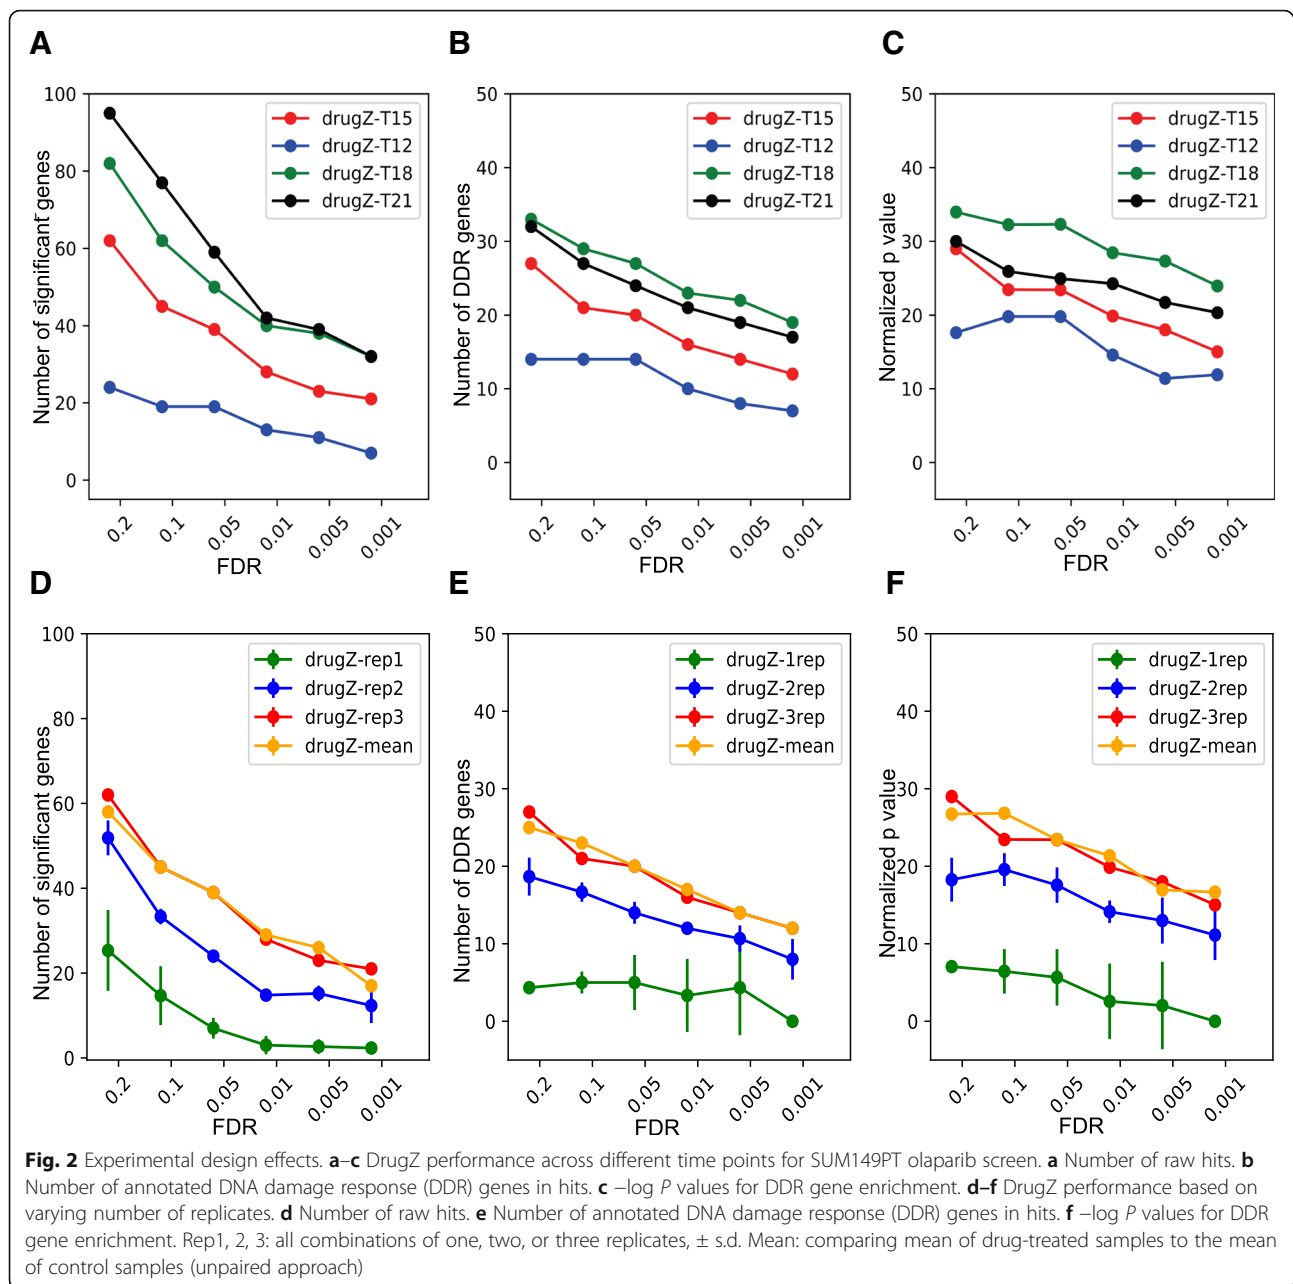 A
B
C
100
80
60
40
20
0
Number of significant genes
drugZ-T15
drugZ-T12
drugZ-T18
drugZ-T21
0.2
0.1
0.05
0.01
0.005
0.001
FDR
50
40
30
20
10
0
Number of DDR genes
drugZ-T15
drugZ-T12
drugZ-T18
drugZ-T21
0.2
0.1
0.05
0.01
0.005
0.001
FDR
50
40
30
20
10
0
Normalized p value
drugZ-T15
drugZ-T12
drugZ-T18
drugZ-T21
0.2
0.1
0.05
0.01
0.005
0.001
FDR
D
E
F
100
80
60
40
20
0
Number of significant genes
drugZ-rep1
drugZ-rep2
drugZ-rep3
drugZ-mean
0.2
0.1
0.05
0.01
0.005
0.001
FDR
50
40
30
20
10
0
Number of DDR genes
drugZ-1rep
drugZ-2rep
drugZ-3rep
drugZ-mean
0.2
0.1
0.05
0.01
0.005
0.001
FDR
50
40
30
20
10
0
Normalized p value
drugZ-1rep
drugZ-2rep
drugZ-3rep
drugZ-mean
0.2
0.1
0.05
0.01
0.005
0.001
FDR
Fig. 2 Experimental design effects. a–c DrugZ performance across different time points for SUM149PT olaparib screen. a Number of raw hits. b
Number of annotated DNA damage response (DDR) genes in hits. c −log P values for DDR gene enrichment. d–f DrugZ performance based on
varying number of replicates. d Number of raw hits. e Number of annotated DNA damage response (DDR) genes in hits. f −log P values for DDR
gene enrichment. Rep1, 2, 3: all combinations of one, two, or three replicates, ± s.d. Mean: comparing mean of drug-treated samples to the mean
of control samples (unpaired approach)